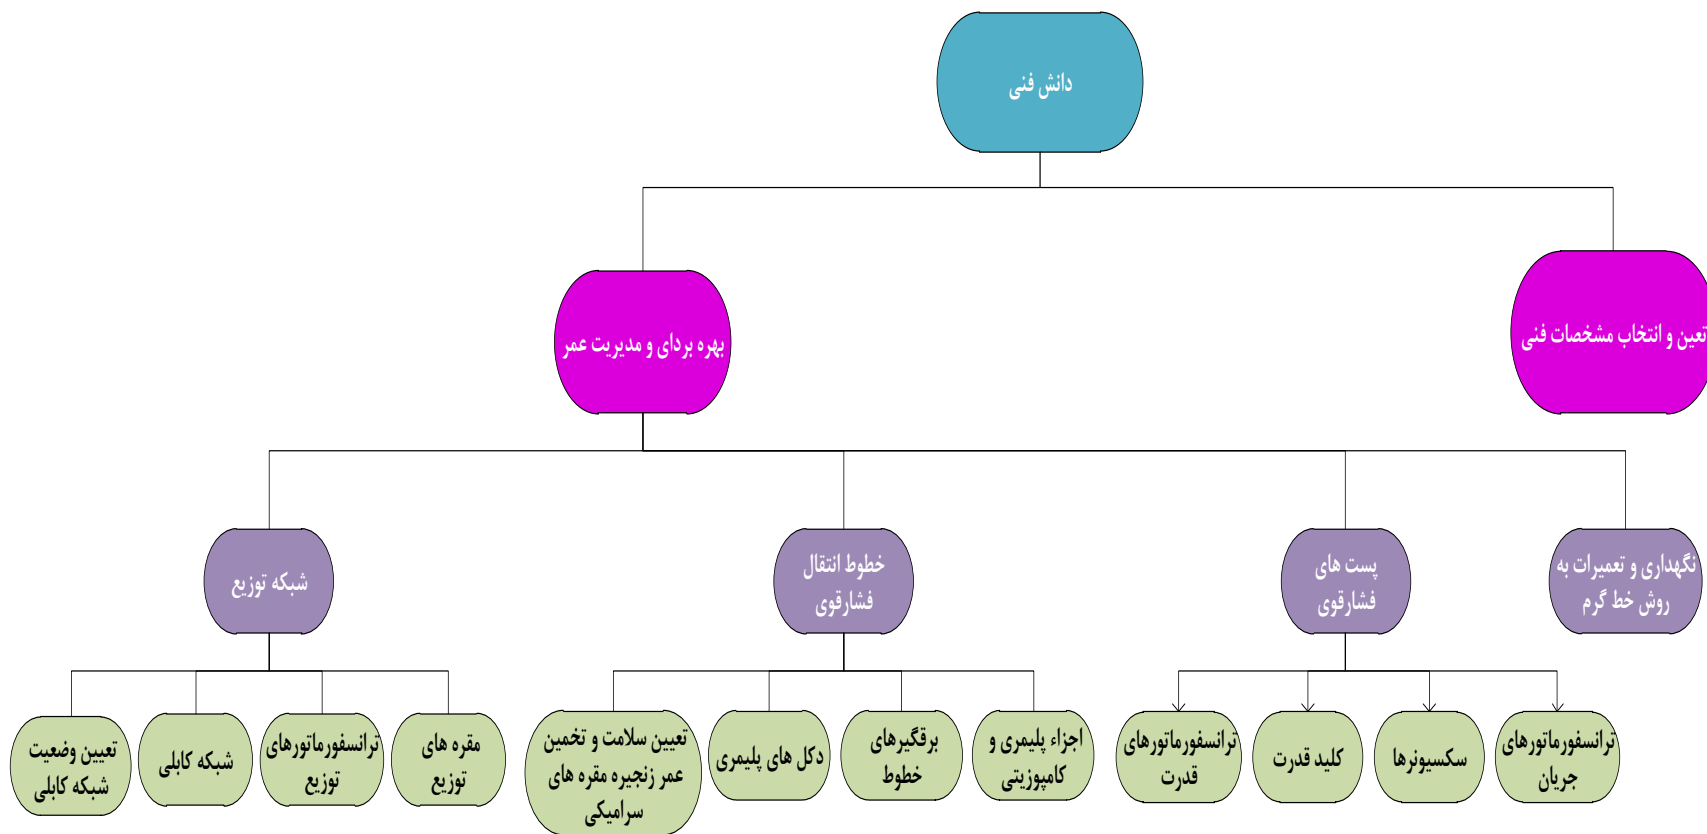 دانش فنی
تعین و انتخاب مشخصات فنی
بهره بردای و مدیریت عمر
نگهداری و تعمیرات به
روش خط گرم
پست های
فشارقوی
خطوط انتقال
فشارقوی
شبکه توزیع
ترانسفورماتورهای
جریان
سکسیونرها
کلید قدرت
ترانسفورماتورهای
قدرت
اجزاء پلیمری و
کامپوزیتی
برقگیرهای
خطوط
دکل های پلیمری
تعیین سلامت و تخمین
عمر زنجیره مقره های
سرامیکی
مقره های
توزیع
ترانسفورماتورهای
توزیع
شبکه کابلی
تعیین وضعیت
شبکه کابلی